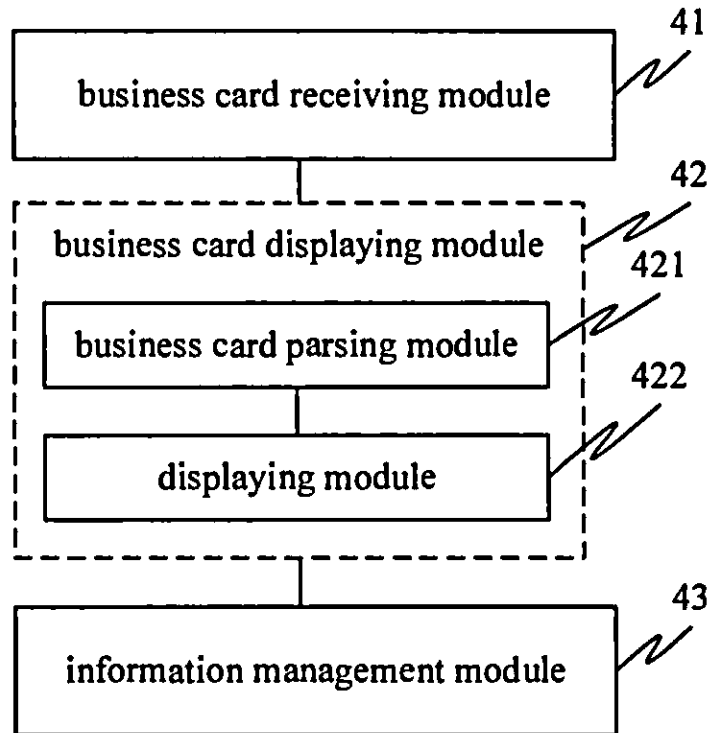 41
business card receiving module
42
business card displaying module
421
business card parsing module
422
displaying module
43
information management module